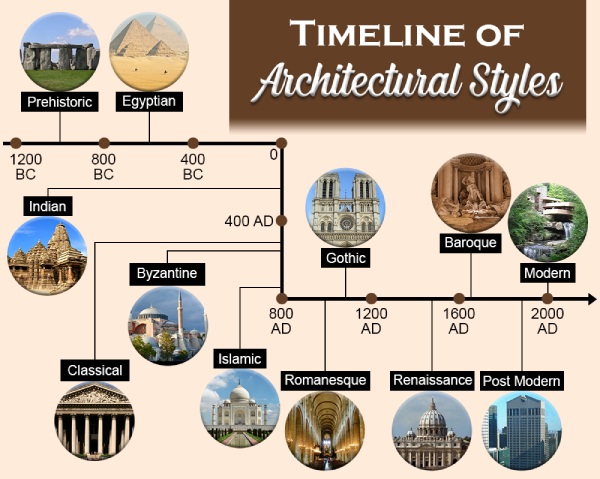 TIMELINE OF
Architectural Styles
Prehistoric
Egyptian
1200
BC
800
BC
400
BC
0
Indian
400 AD
Gothic
Baroque
Modern
Byzantine
800
AD
1200
AD
1600
AD
2000
AD
Islamic
Classical
Romanesque
Renaissance
Post Modern